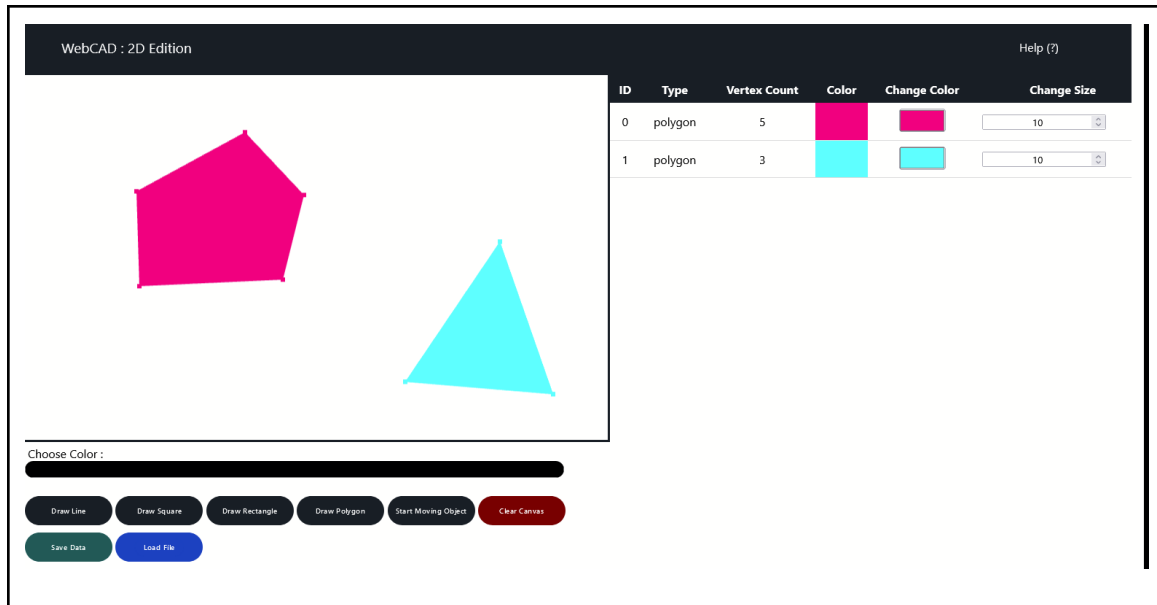 WebCAD : 2D Edition Help (?)
ID Type Vertex Count Color Change Color Change Size
0 polygon 5 10
1 polygon 3 10
Choose Color :
Draw Line Draw Square Draw Rectangle Draw Polygon Start Moving Object Clear Canvas
Save Data Load File